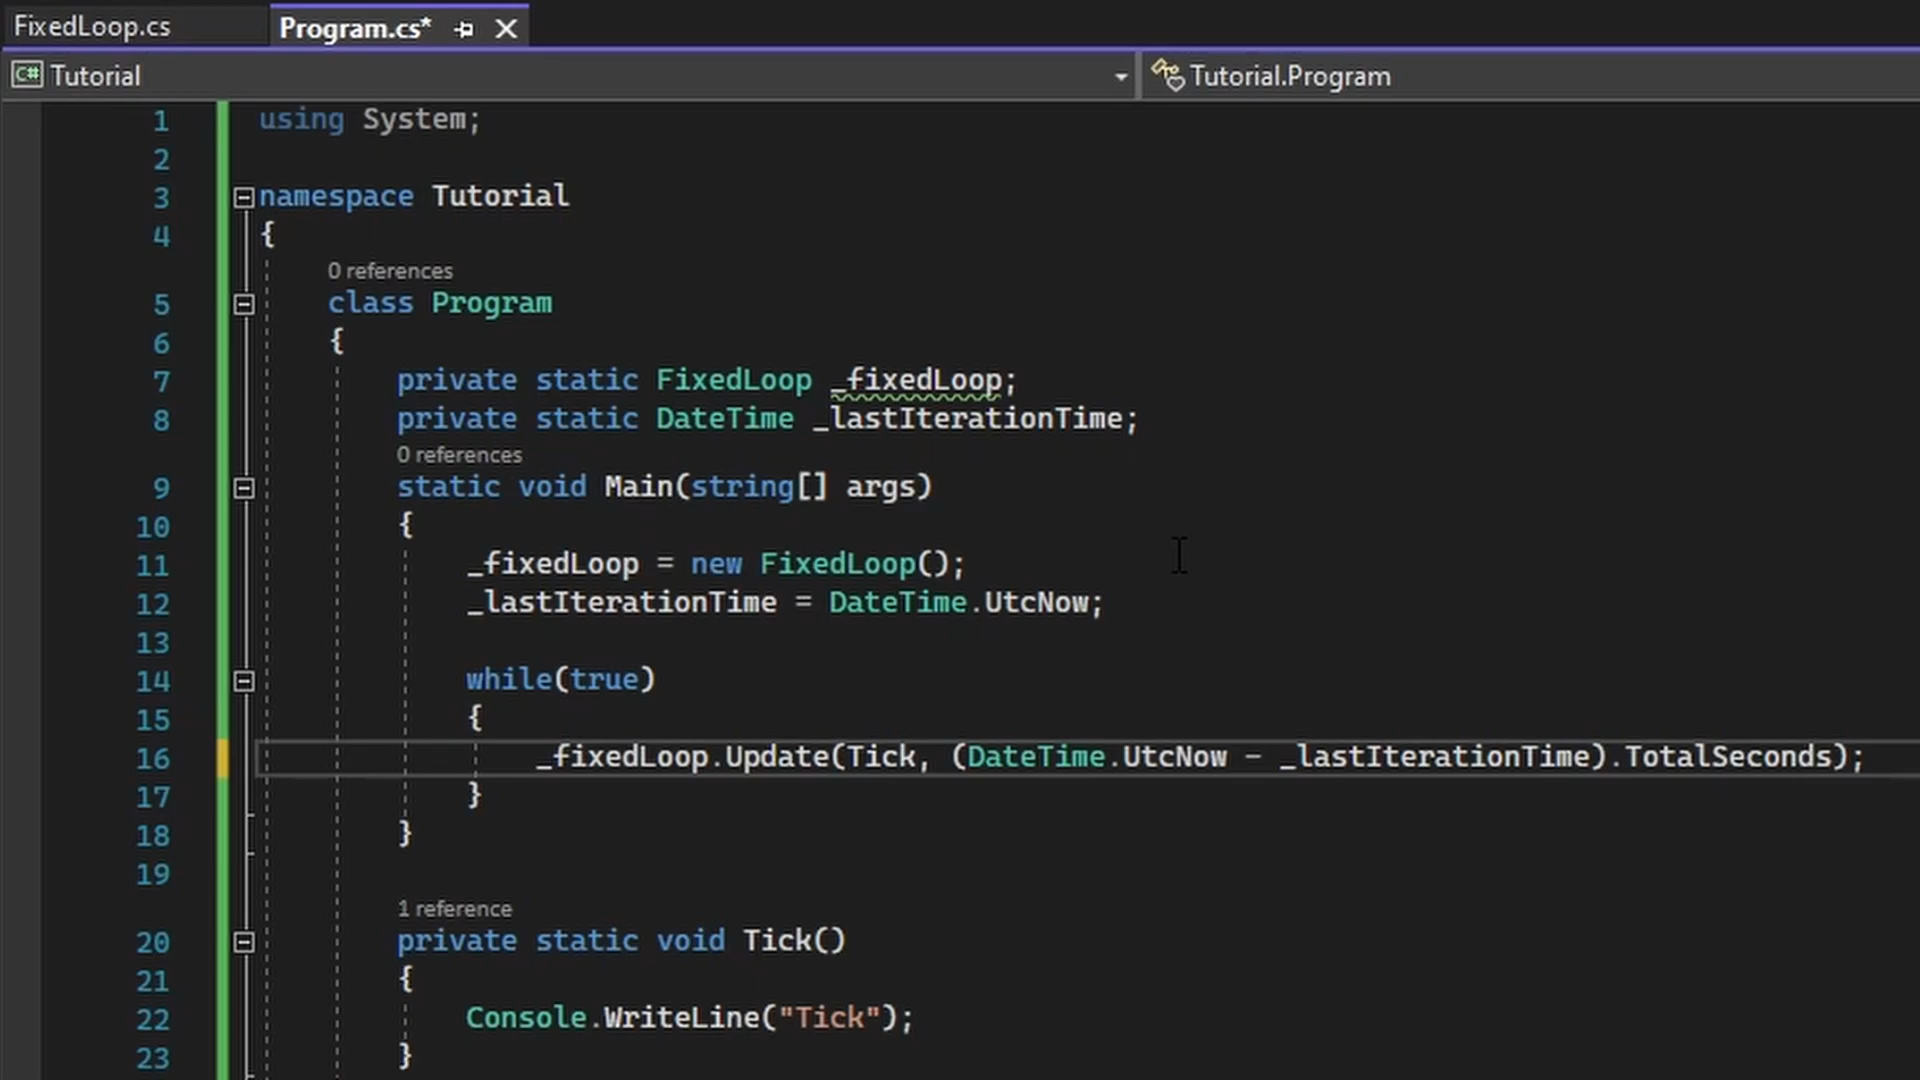 FixedLoop.cs Program.cs*
C# Tutorial Tutorial.Program
1 using System;
2
3 namespace Tutorial
4 {
0 references
5 class Program
6 {
7 private static FixedLoop _fixedLoop;
8 private static DateTime _lastIterationTime;
0 references
9 static void Main(string[] args)
10 {
11 _fixedLoop = new FixedLoop();
12 _lastIterationTime = DateTime.UtcNow;
13
14 while(true)
15 {
16 _fixedLoop.Update(Tick, (DateTime.UtcNow - _lastIterationTime).TotalSeconds);
17 }
18 }
19
1 reference
20 private static void Tick()
21 {
22 Console.WriteLine("Tick");
23 }